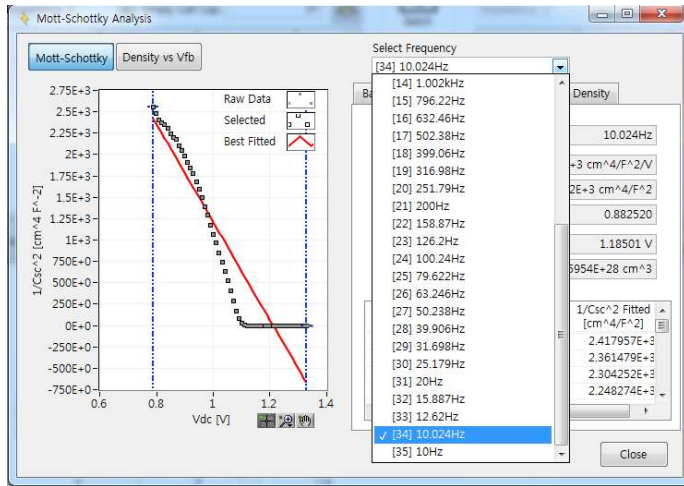 Mott-Schottky Analysis
Mott-Schottky
Density vs Vfb
Select Frequency
[34] 10.024Hz
Density
2.75E+3
2.5E+3
2.25E+3
2E+3
1.75E+3
1.5E+3
1.25E+3
1E+3
750E+0
500E+0
250E+0
0E+0
-250E+0
-500E+0
-750E+0
1/Csc^2 [cm^4 F^-2]
Raw Data
Selected
Best Fitted
0.6
0.8
1
1.2
1.4
Vdc [V]
[14] 1.002kHz
[15] 796.22Hz
[16] 632.46Hz
[17] 502.38Hz
[18] 399.06Hz
[19] 316.98Hz
[20] 251.79Hz
[21] 200Hz
[22] 158.87Hz
[23] 126.2Hz
[24] 100.24Hz
[25] 79.622Hz
[26] 63.246Hz
[27] 50.238Hz
[28] 39.906Hz
[29] 31.698Hz
[30] 25.179Hz
[31] 20Hz
[32] 15.887Hz
[33] 12.62Hz
✓ [34] 10.024Hz
[35] 10Hz
10.024Hz
+3 cm^4/F^2/V
2E+3 cm^4/F^2
0.882520
1.18501 V
5954E+28 cm^3
1/Csc^2 Fitted
[cm^4/F^2]
2.417957E+3
2.361479E+3
2.304252E+3
2.248274E+3
Close